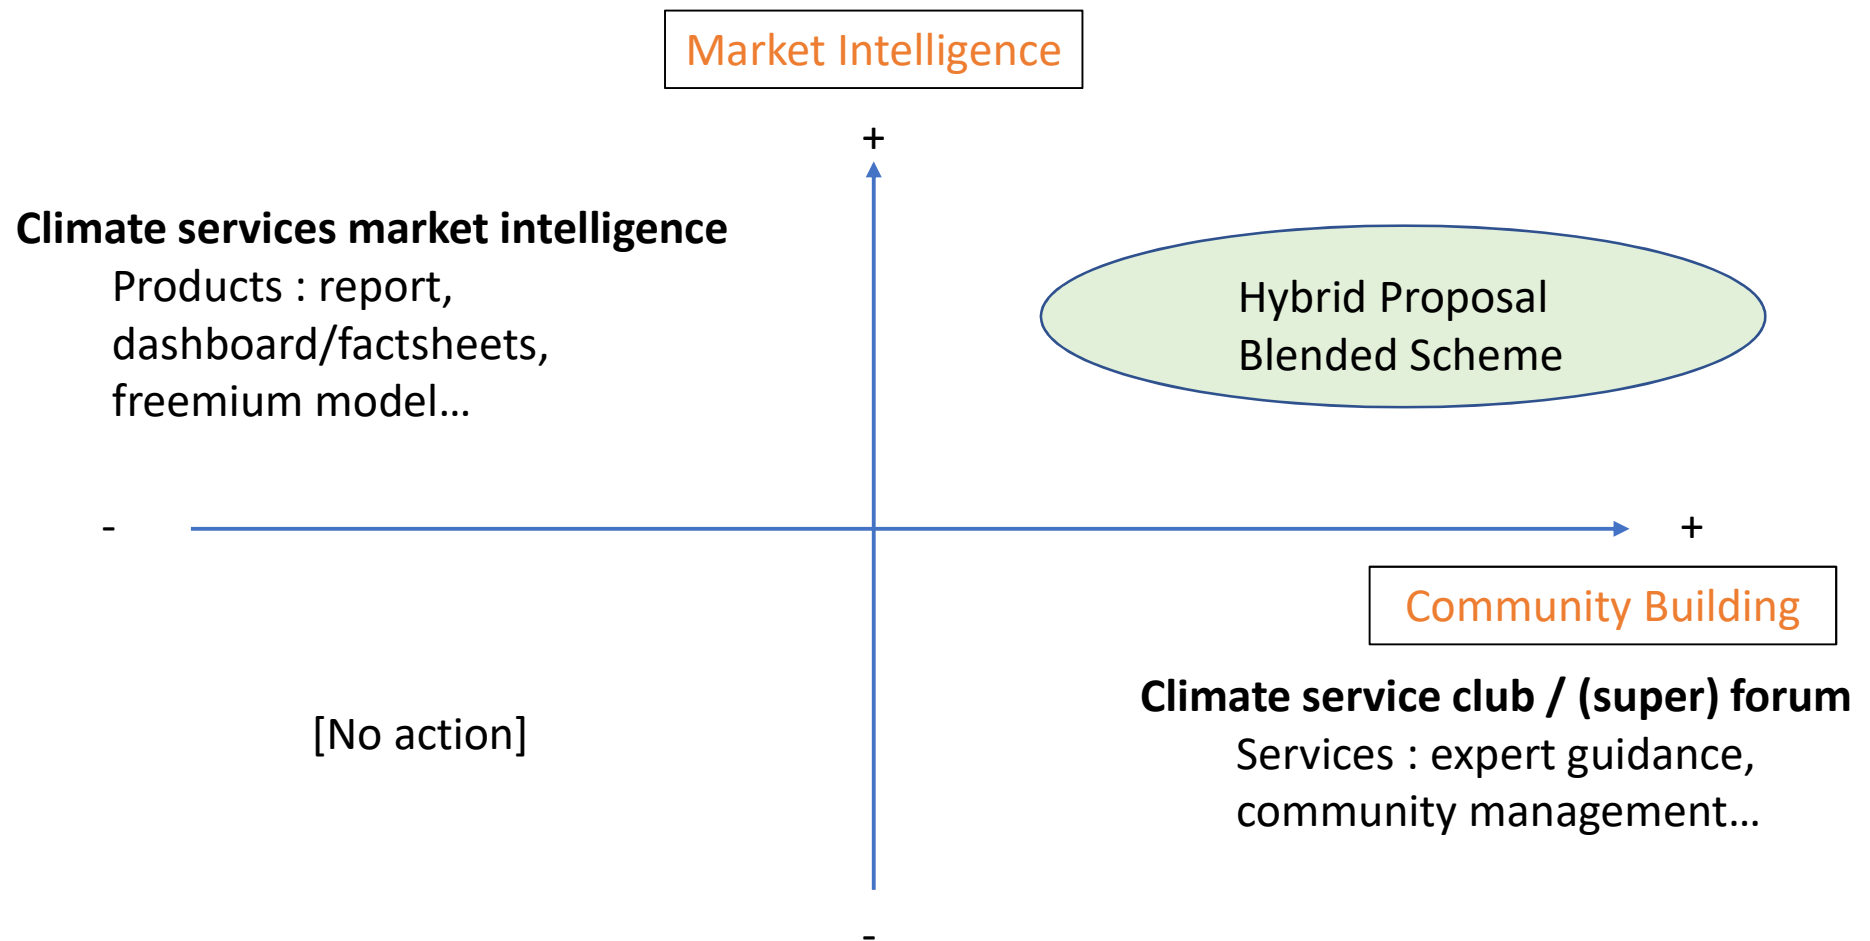 Market Intelligence
+
Climate services market intelligence
Products : report,
dashboard/factsheets,
freemium model…
Hybrid Proposal
Blended Scheme
-
+
Community Building
[No action]
Climate service club / (super) forum
Services : expert guidance,
community management…
-